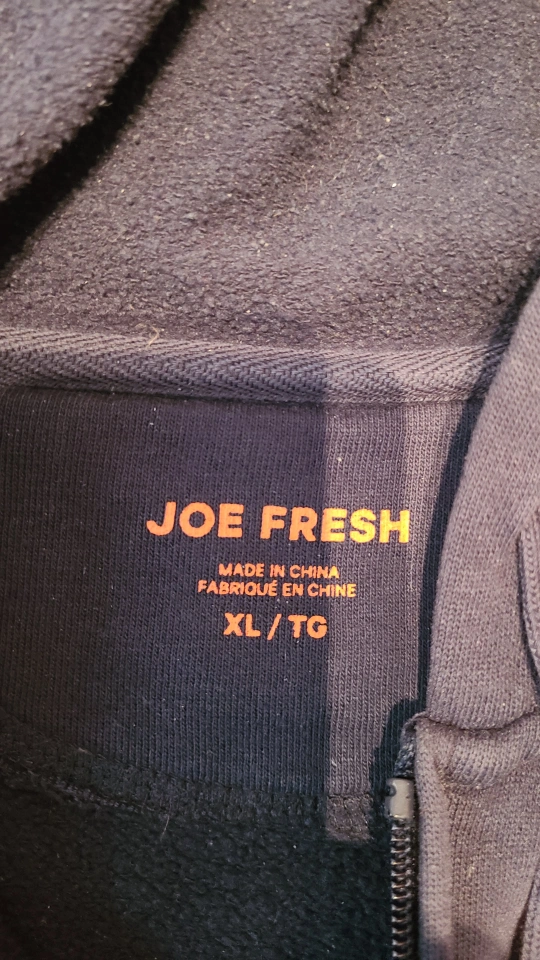 JOE FRESH
MADE IN CHINA
FABRIQUÉ EN CHINE
XL / TG